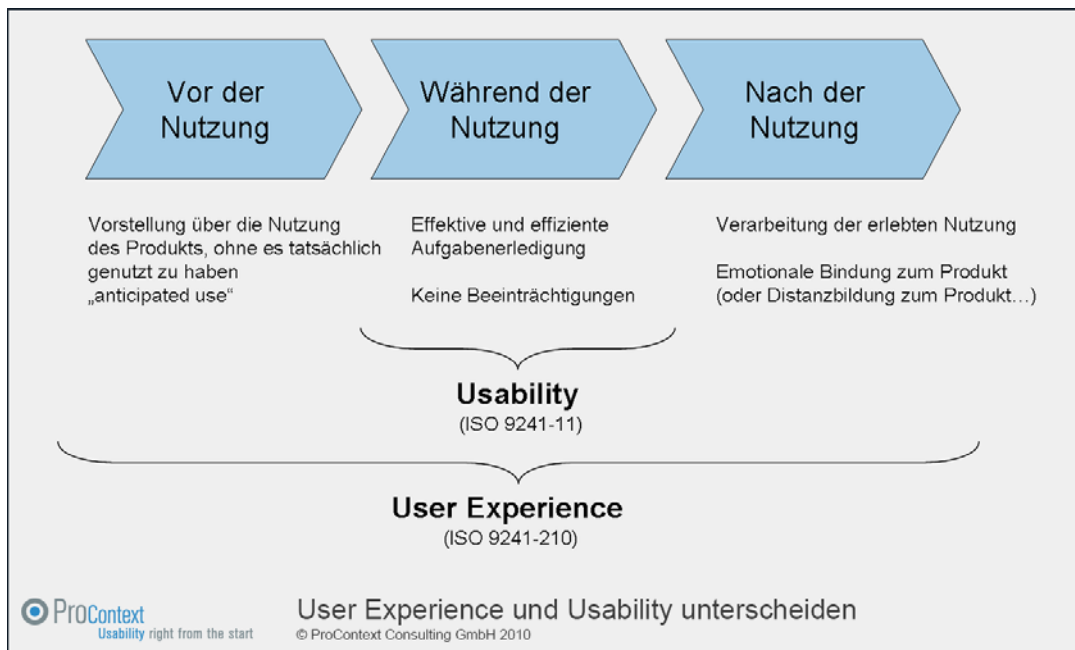 Vor der
Nutzung
Während der
Nutzung
Nach der
Nutzung
Vorstellung über die Nutzung
des Produkts, ohne es tatsächlich
genutzt zu haben
„anticipated use“
Effektive und effiziente
Aufgabenerledigung
Keine Beeinträchtigungen
Verarbeitung der erlebten Nutzung
Emotionale Bindung zum Produkt
(oder Distanzbildung zum Produkt…)
Usability
(ISO 9241-11)
User Experience
(ISO 9241-210)
ProContext
Usability right from the start
User Experience und Usability unterscheiden
© ProContext Consulting GmbH 2010